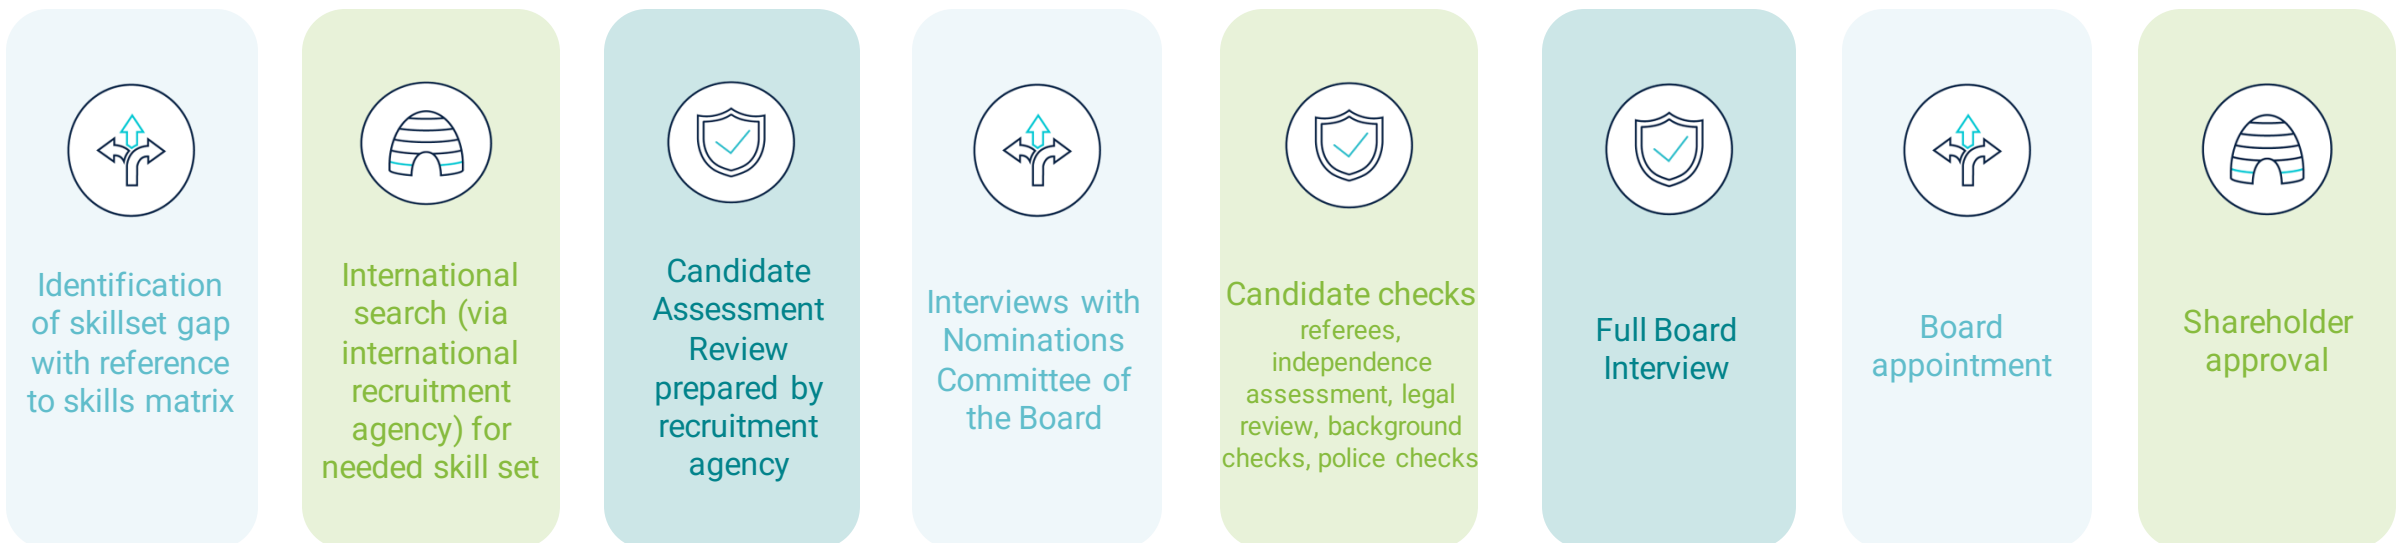 Identification
of skillset gap
with reference
to skills matrix
International
search (via
international
recruitment
agency) for
needed skill set
Candidate
Assessment
Review
prepared by
recruitment
agency
Interviews with
Nominations
Committee of
the Board
Candidate checks
referees,
independence
assessment, legal
review, background
checks, police checks
Full Board
Interview
Board
appointment
Shareholder
approval